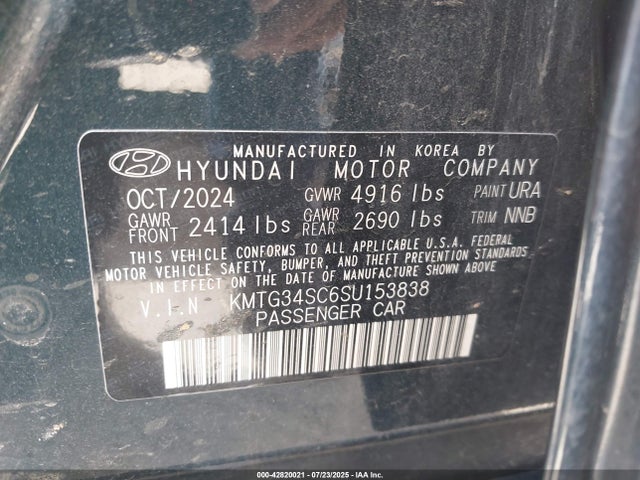 MANUFACTURED IN KOREA BY
HYUNDAI MOTOR COMPANY
OCT/2024 GVWR 4916 lbs PAINT URA
GAWR FRONT 2414 lbs GAWR REAR 2690 lbs TRIM NNB
THIS VEHICLE CONFORMS TO ALL APPLICABLE U.S.A. FEDERAL
MOTOR VEHICLE SAFETY, BUMPER, AND THEFT PREVENTION STANDARDS
IN EFFECT ON THE DATE OF MANUFACTURE SHOWN ABOVE
V.I.N KMTG34SC6SU153838
PASSENGER CAR
000-42820021 | 07/23/2025 | IAA Inc.